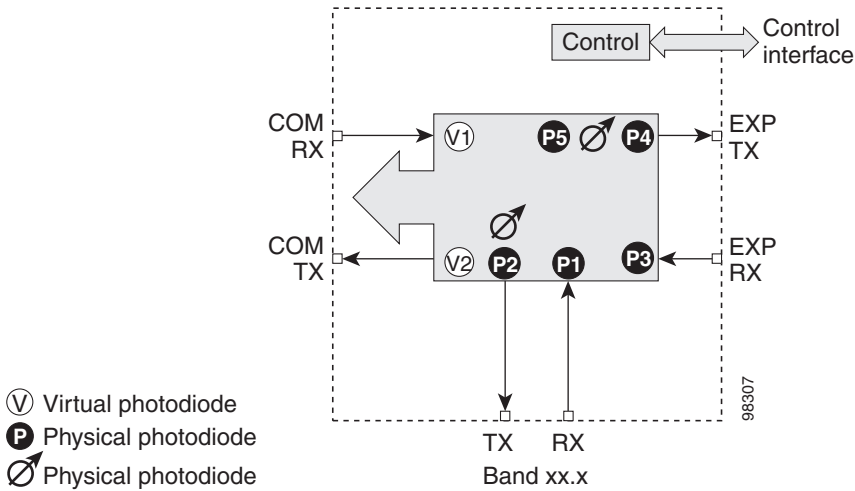 Control
Control
interface
COM
RX
V1
P5
P4
EXP
TX
COM
TX
V2
P2
P1
P3
EXP
RX
V Virtual photodiode
P Physical photodiode
Physical photodiode
TX RX
Band xx.x
98307